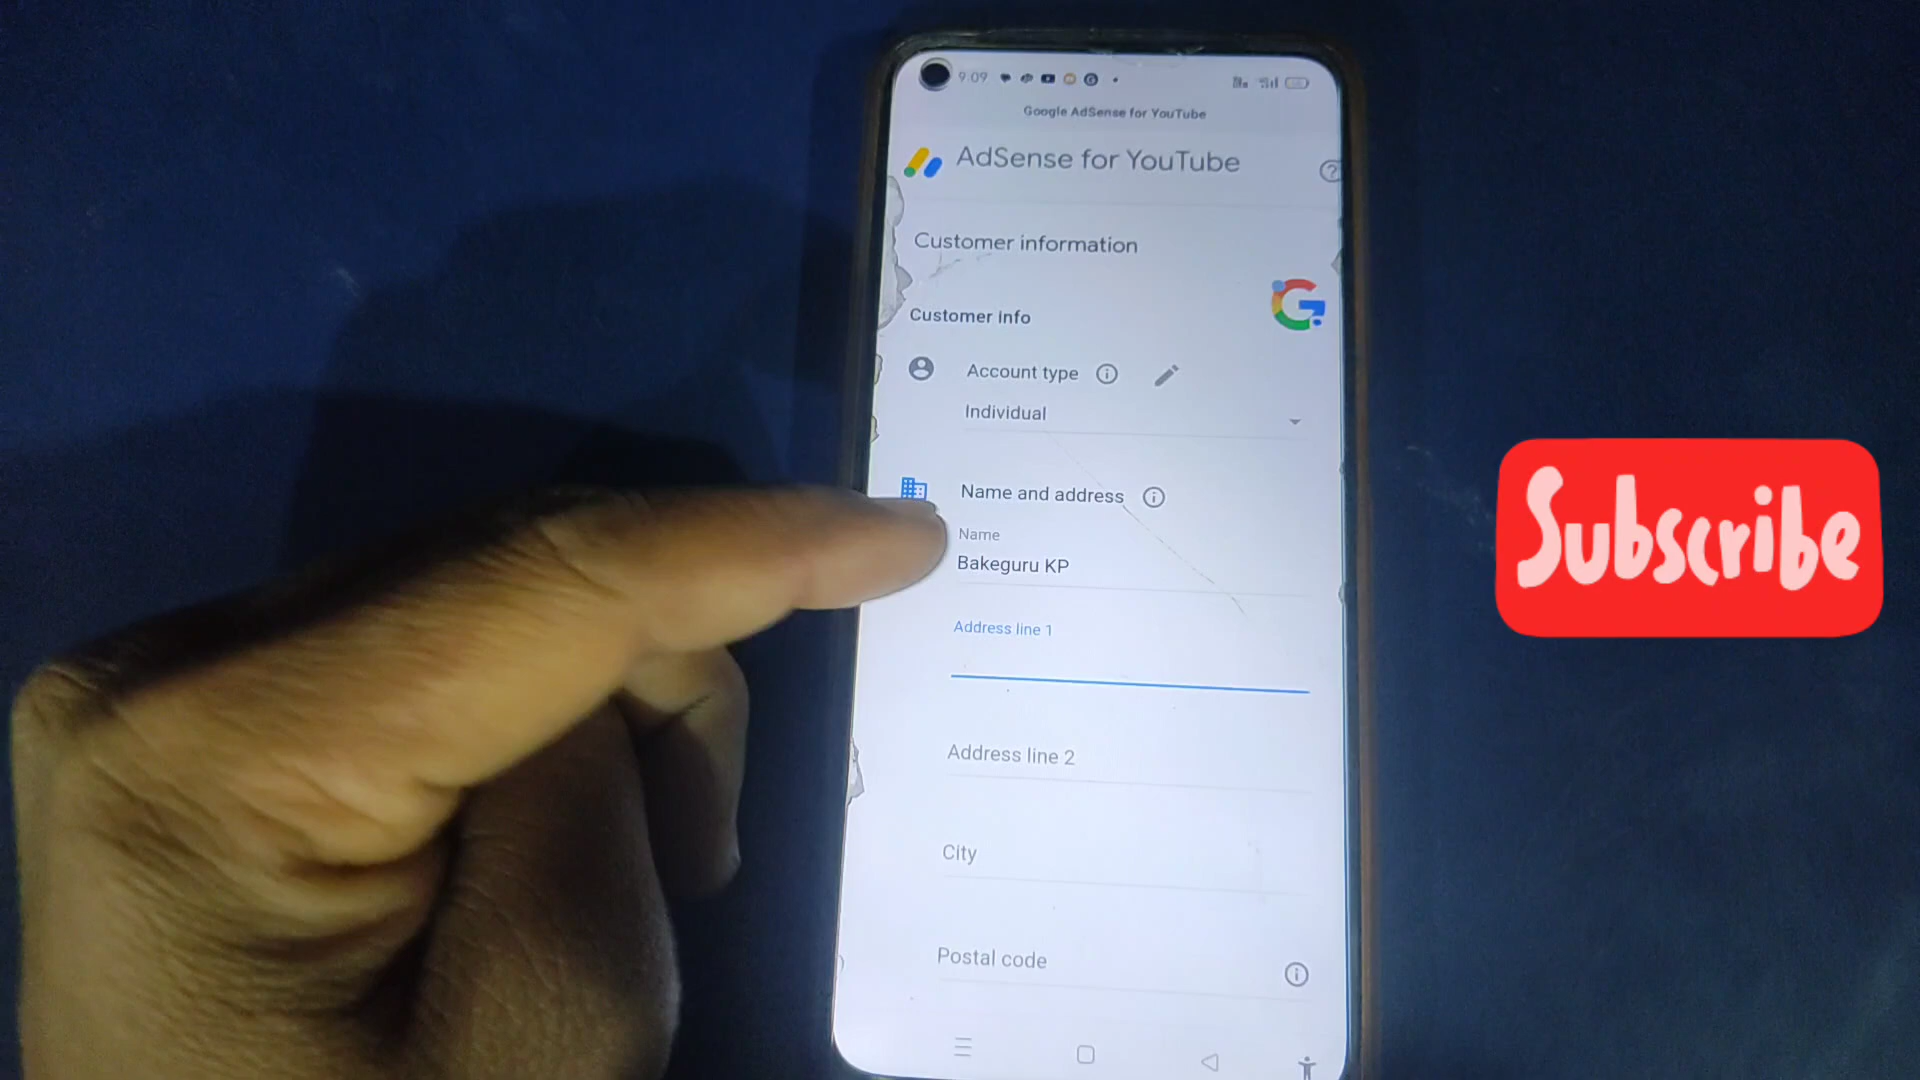 9:09
Google AdSense for YouTube
AdSense for YouTube
Customer information
Customer info
Account type
Individual
Name and address
Name
Bakeguru KP
Address line 1
Address line 2
City
Postal code
Subscribe